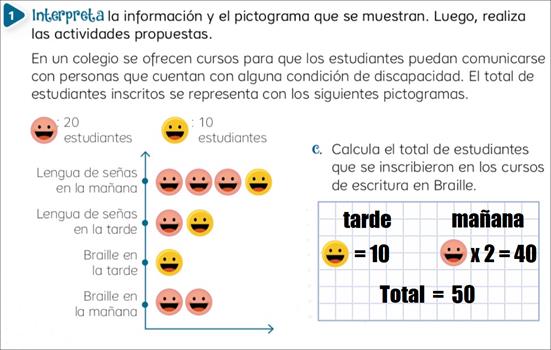 1 Interpreta la información y el pictograma que se muestran. Luego, realiza
las actividades propuestas.
En un colegio se ofrecen cursos para que los estudiantes puedan comunicarse
con personas que cuentan con alguna condición de discapacidad. El total de
estudiantes inscritos se representa con los siguientes pictogramas.
: 20
estudiantes
: 10
estudiantes
Lengua de señas
en la mañana
Lengua de señas
en la tarde
Braille en
la tarde
Braille en
la mañana
c. Calcula el total de estudiantes
que se inscribieron en los cursos
de escritura en Braille.
tarde mañana
= 10 x 2 = 40
Total = 50